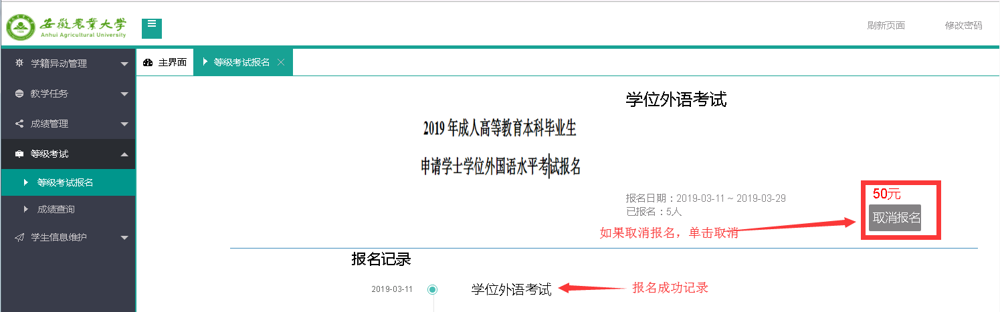 安徽农业大学
Anhui Agricultural University
刷新页面
修改密码
学籍异动管理
教学任务
成绩管理
等级考试
等级考试报名
成绩查询
学生信息维护
主界面
等级考试报名
学位外语考试
2019 年成人高等教育本科毕业生
申请学士学位外国语水平考试报名
报名日期：2019-03-11 ~ 2019-03-29
已报名：5人
50元
取消报名
如果取消报名，单击取消
报名记录
2019-03-11
学位外语考试
报名成功记录